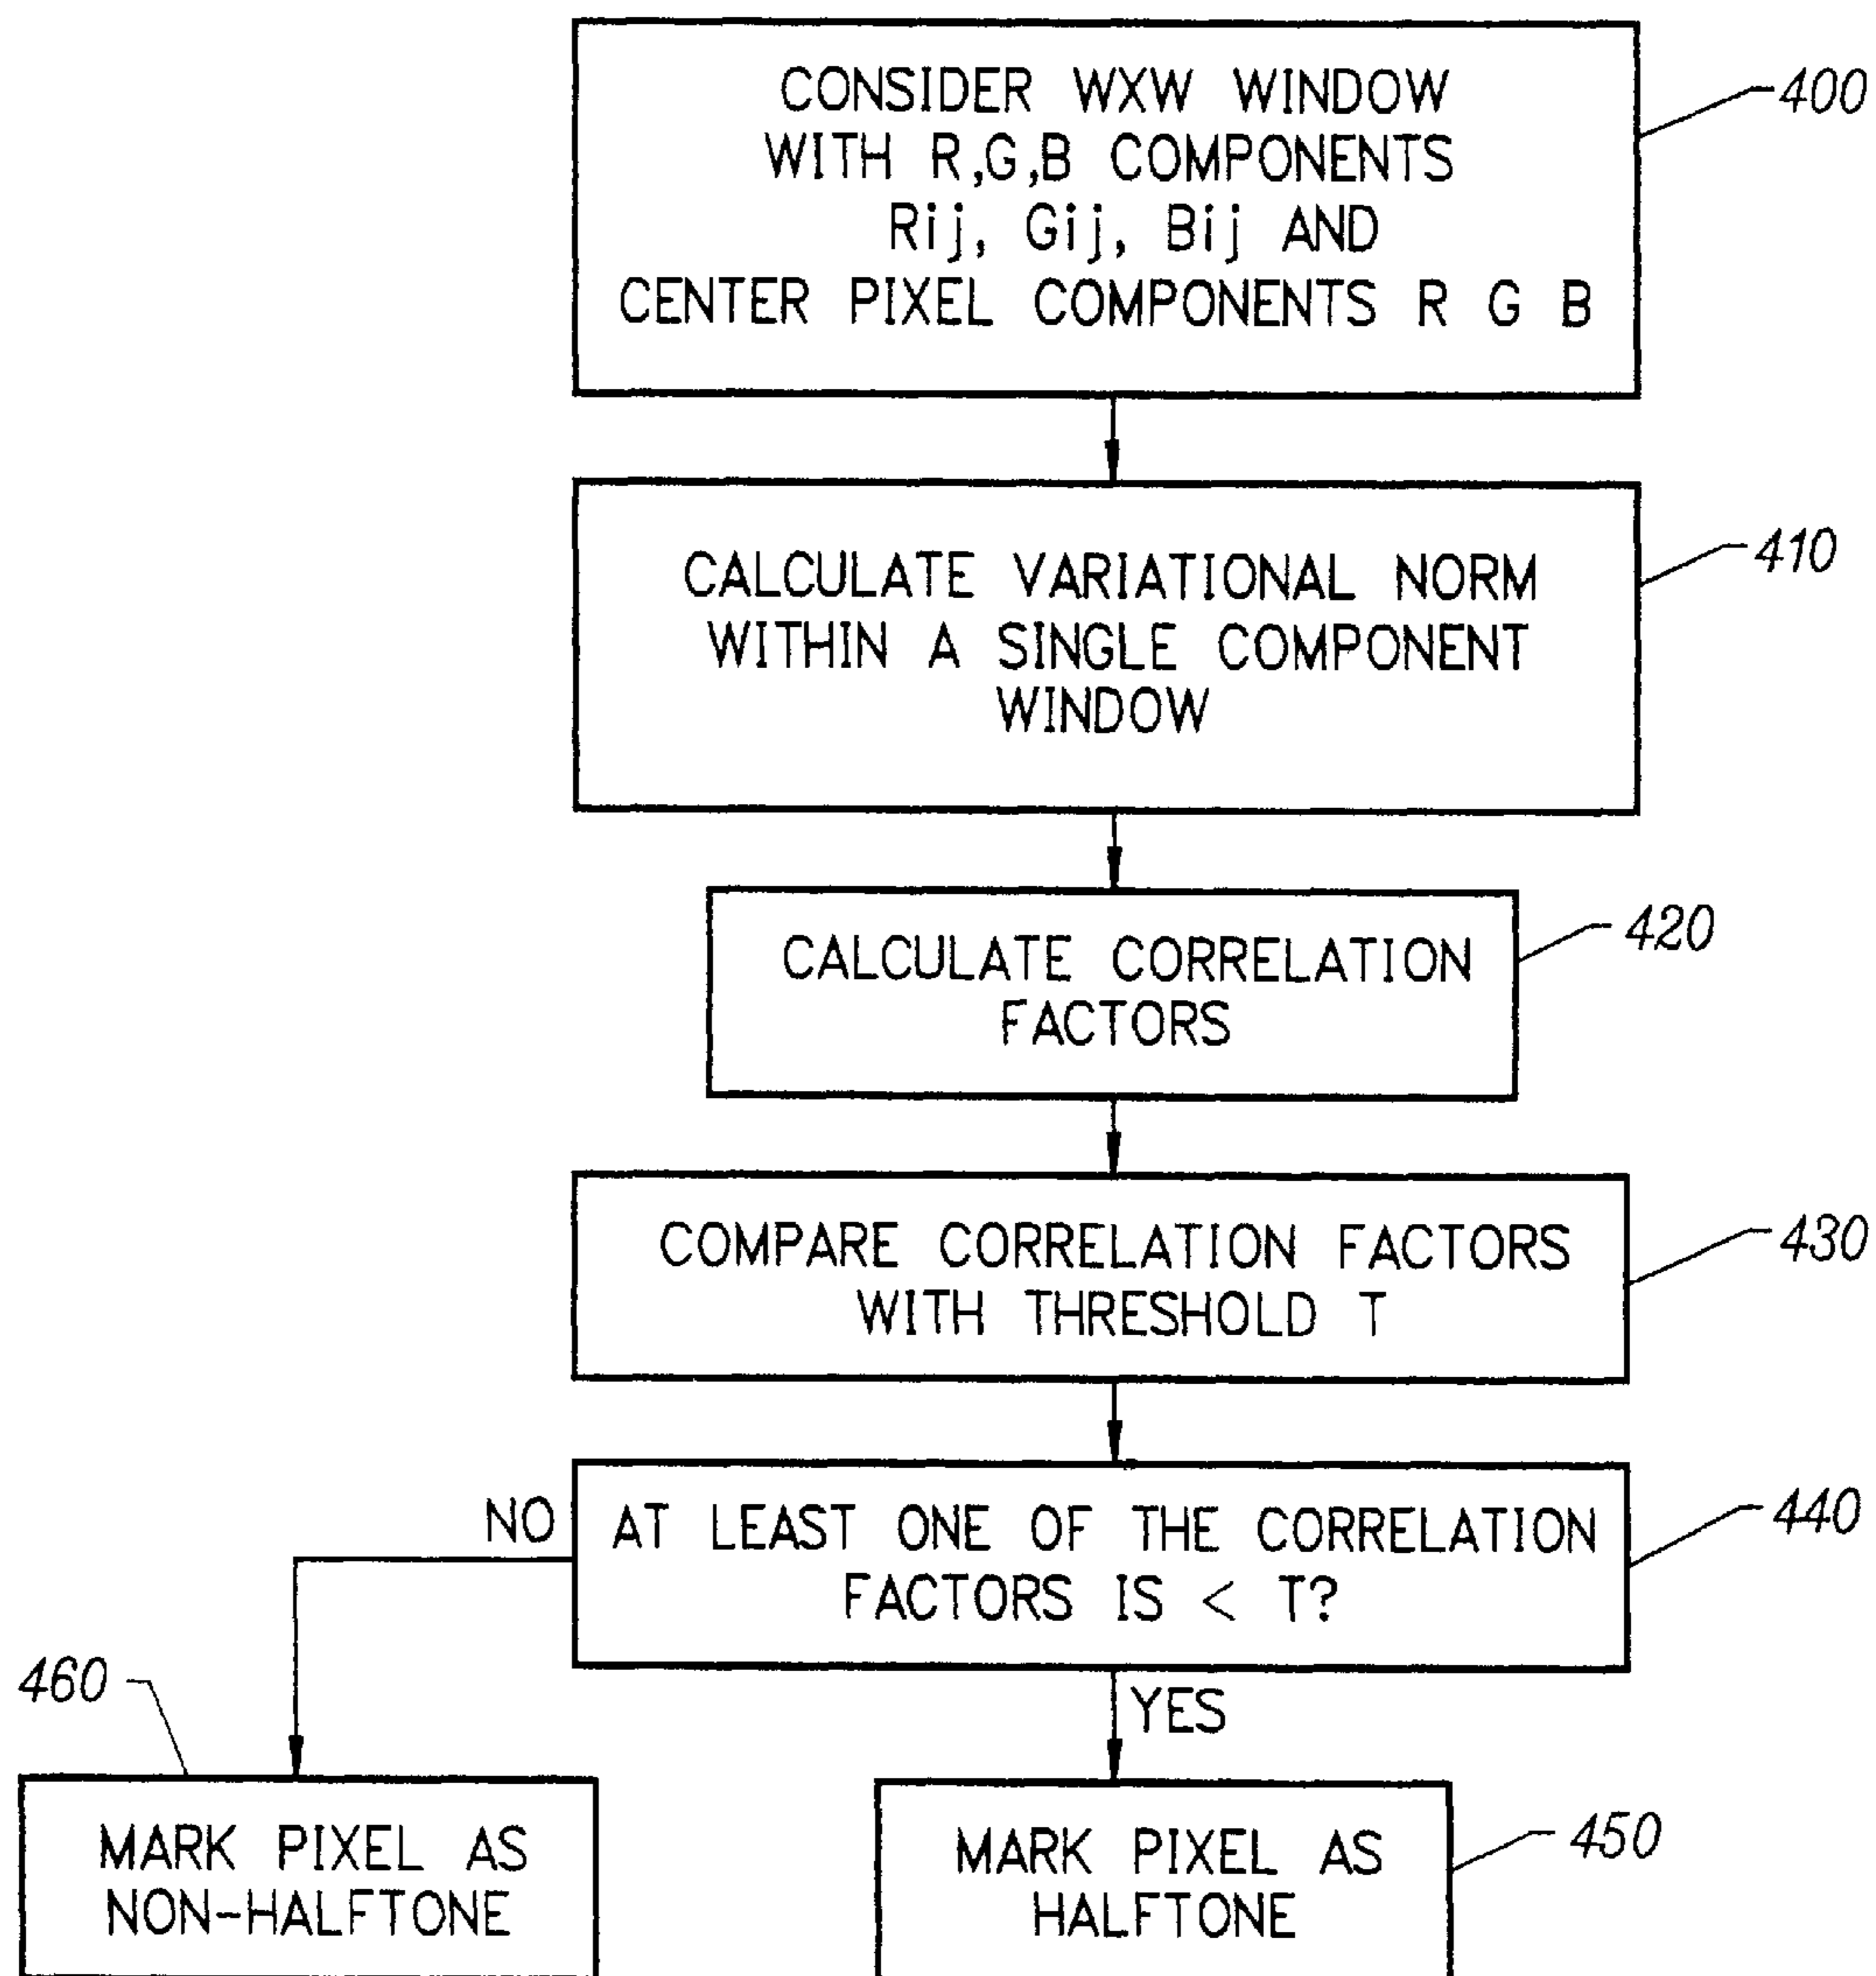 CONSIDER WXW WINDOW
WITH R,G,B COMPONENTS
Rij, Gij, Bij AND
CENTER PIXEL COMPONENTS R G B
400
CALCULATE VARIATIONAL NORM
WITHIN A SINGLE COMPONENT
WINDOW
410
CALCULATE CORRELATION
FACTORS
420
COMPARE CORRELATION FACTORS
WITH THRESHOLD T
430
AT LEAST ONE OF THE CORRELATION
FACTORS IS < T?
440
NO
YES
460
MARK PIXEL AS
NON-HALFTONE
MARK PIXEL AS
HALFTONE
450